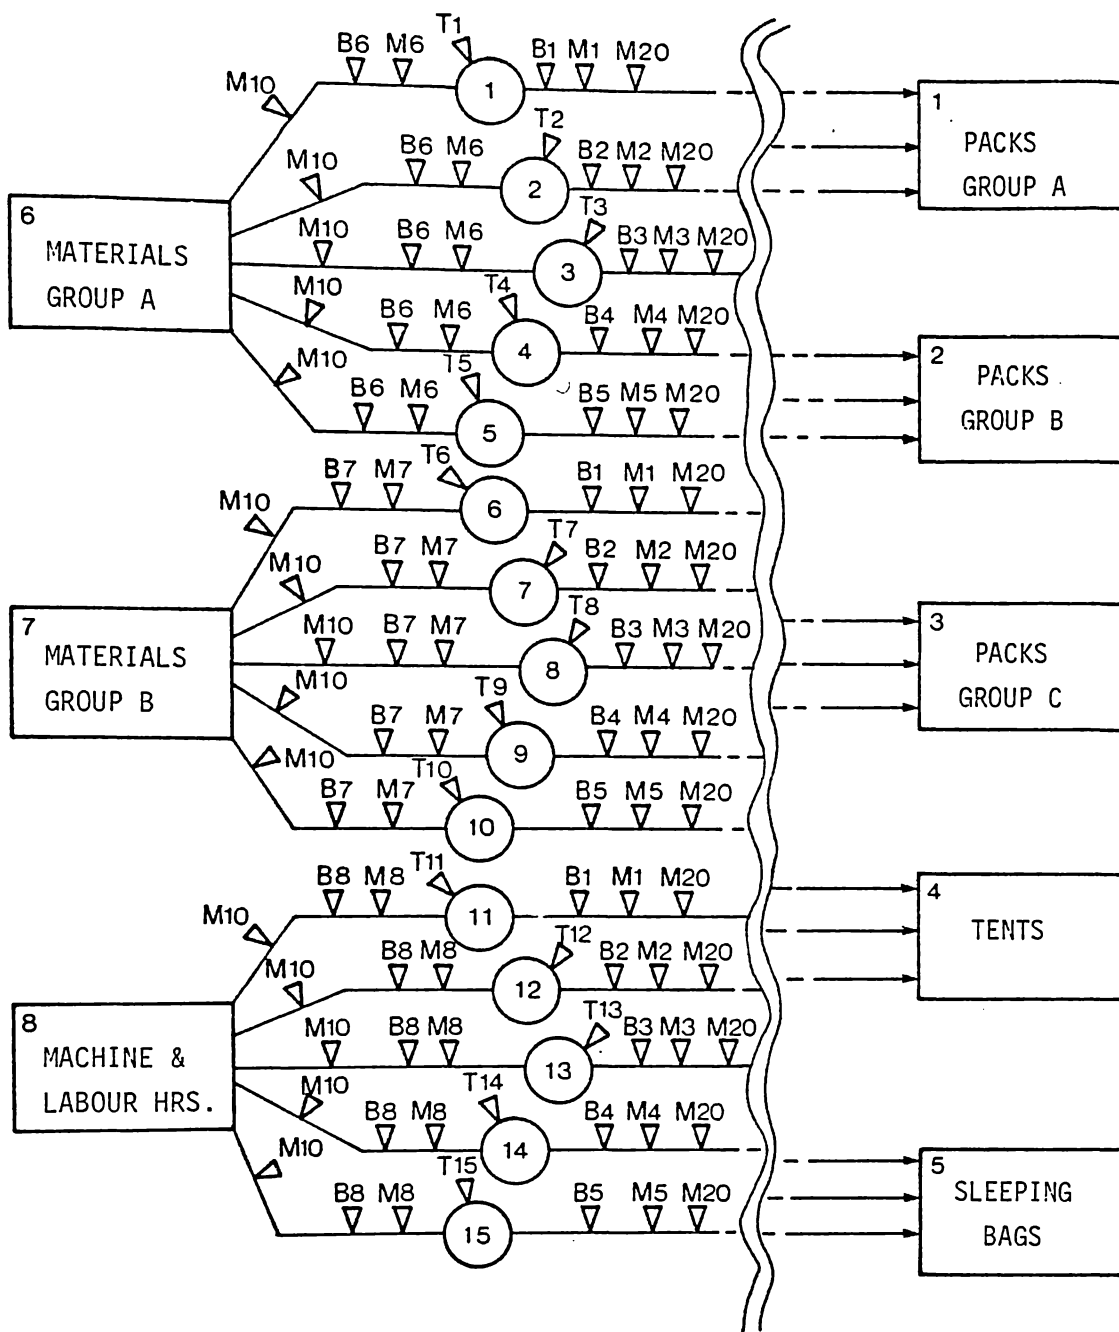 T1
B6 M6 B1 M1 M20
M10 1 1
PACKS
GROUP A
T2
M10 B6 M6 B2 M2 M20
2
T3
M10 B6 M6 B3 M3 M20
3
6
MATERIALS
GROUP A
T4
M10 B6 M6 B4 M4 M20
4
2
PACKS
GROUP B
T5
M10 B6 M6 B5 M5 M20
5
T6
B7 M7 B1 M1 M20
M10 6
T7
M10 B7 M7 B2 M2 M20
7
T8
M10 B7 M7 B3 M3 M20
8
7
MATERIALS
GROUP B
3
PACKS
GROUP C
T9
M10 B7 M7 B4 M4 M20
9
T10
M10 B7 M7 B5 M5 M20
10
T11
B8 M8 B1 M1 M20
M10 11
4
TENTS
T12
M10 B8 M8 B2 M2 M20
12
T13
M10 B8 M8 B3 M3 M20
13
8
MACHINE &
LABOUR HRS.
T14
M10 B8 M8 B4 M4 M20
14
T15
M10 B8 M8 B5 M5 M20
15
5
SLEEPING
BAGS